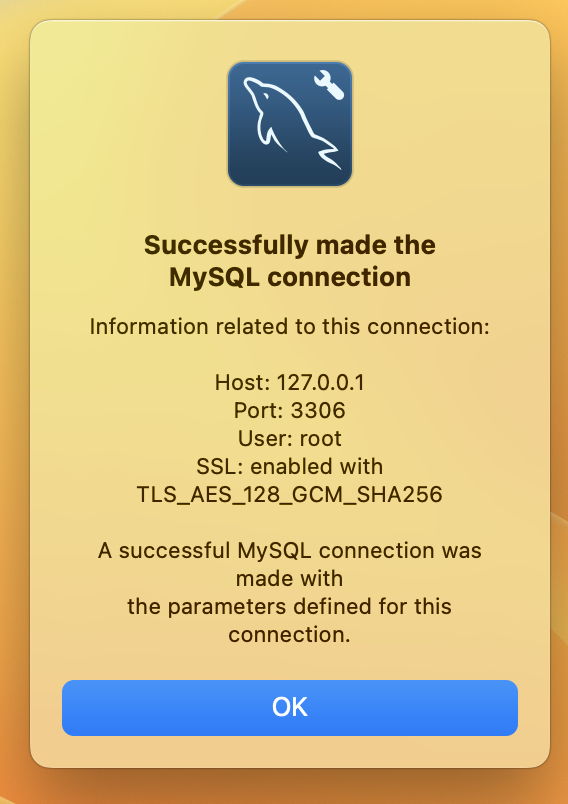 Successfully made the
MySQL connection
Information related to this connection:
Host: 127.0.0.1
Port: 3306
User: root
SSL: enabled with
TLS_AES_128_GCM_SHA256
A successful MySQL connection was
made with
the parameters defined for this
connection.
OK